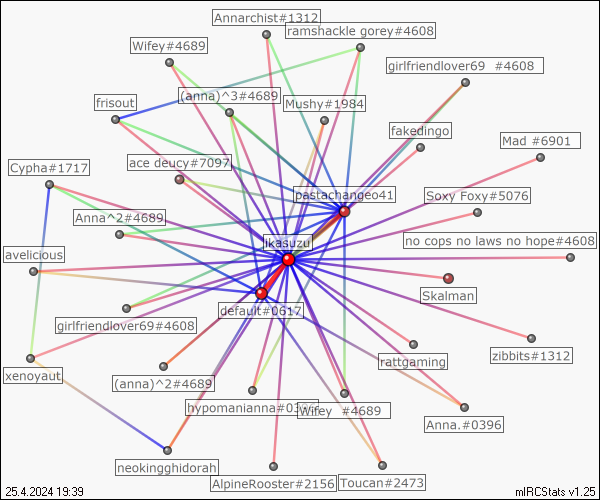 Annarchist#1312
ramshackle gorey#4608
Wifey#4689
girlfriendlover69 #4608
(anna)^3#4689
Mushy#1984
frisout
fakedingo
Mad #6901
ace deucy#7097
Cypha#1717
pastachangeo41
Soxy Foxy#5076
Anna^2#4689
ikasuzu
no cops no laws no hope#4608
avelicious
Skalman
default#0617
girlfriendlover69#4608
zibbits#1312
rattgaming
xenoyaut
(anna)^2#4689
hypomanianna#0
Wifey #4689
Anna.#0396
neokingghidorah
AlpineRooster#2156
Toucan#2473
25.4.2024 19:39
mIRCStats v1.25